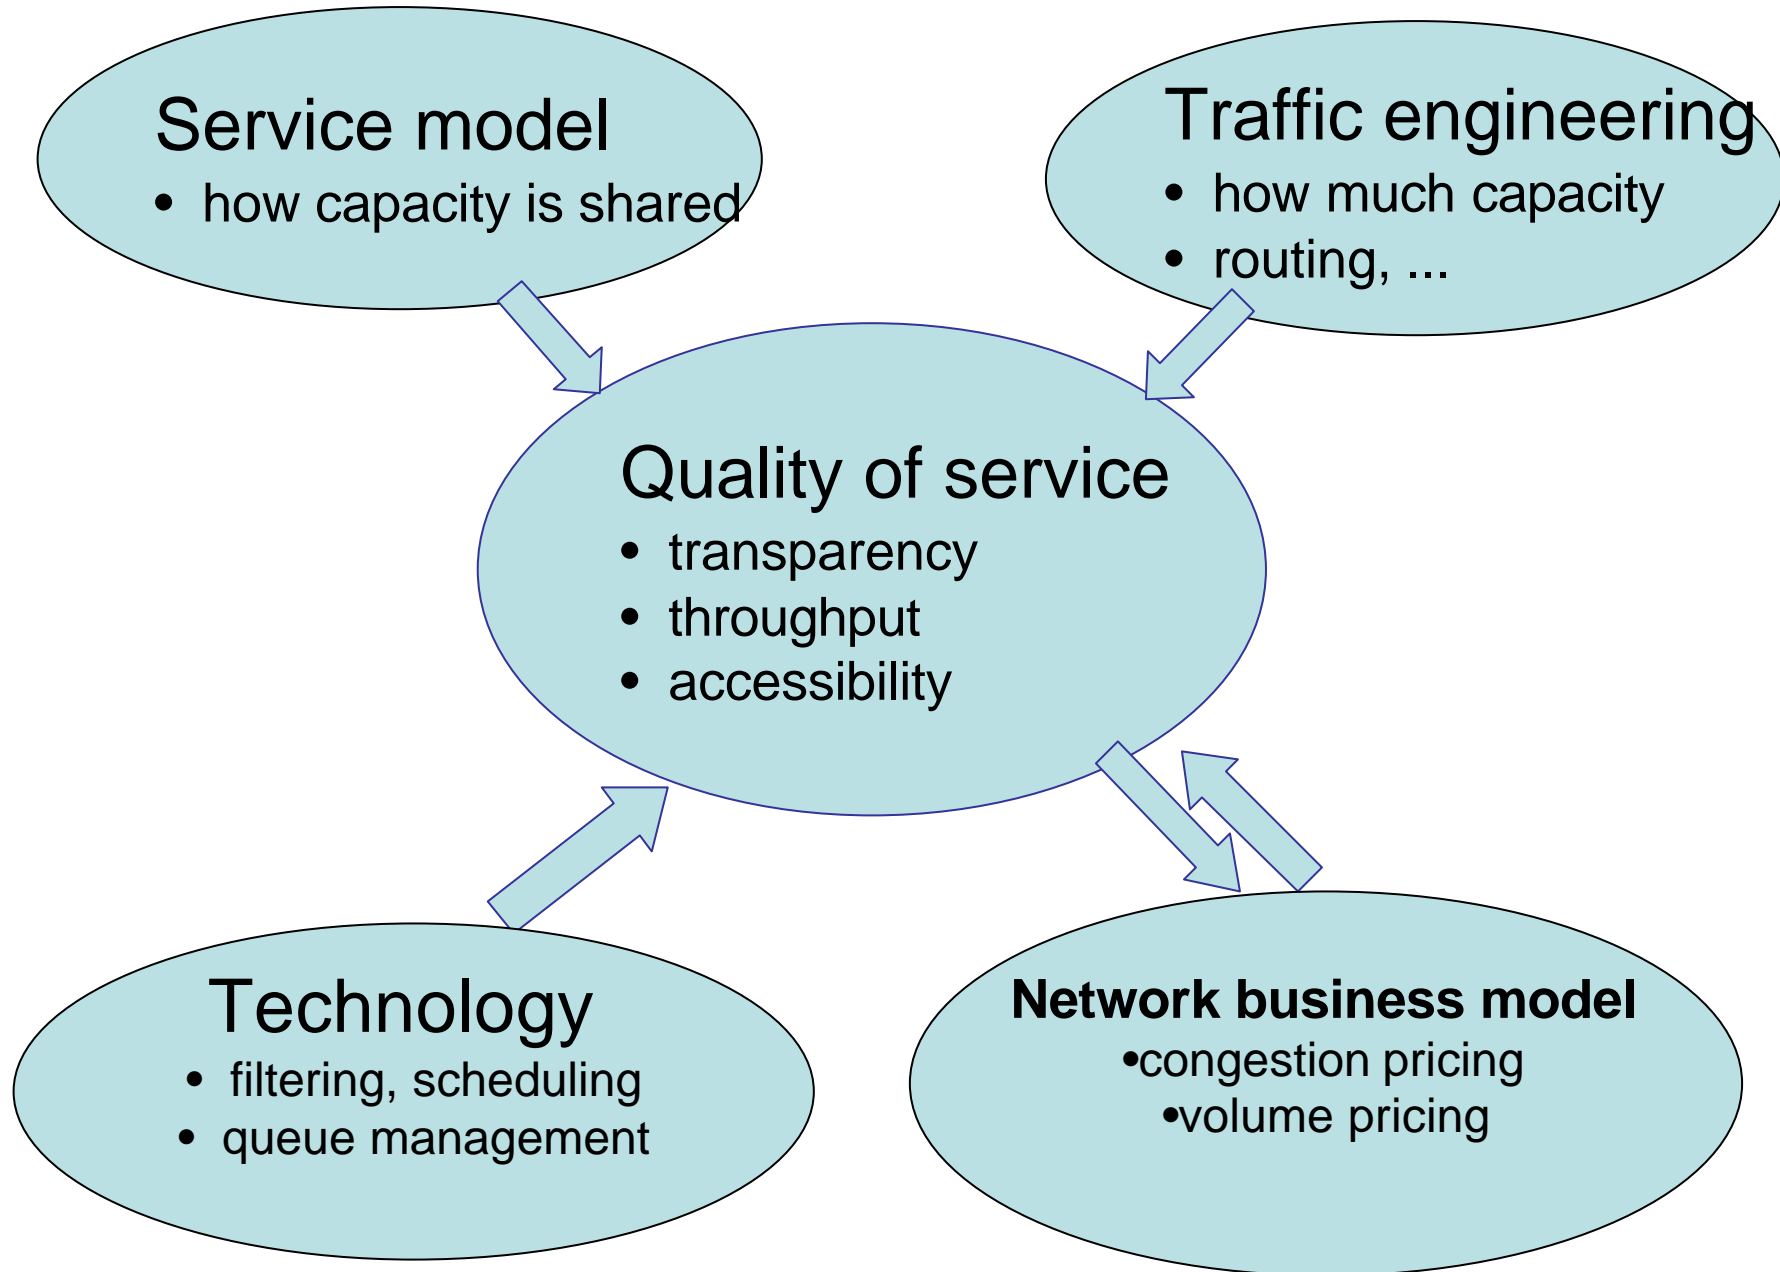 Service model
• how capacity is shared
Traffic engineering
• how much capacity
• routing, ...
Quality of service
• transparency
• throughput
• accessibility
Technology
• filtering, scheduling
• queue management
Network business model
•congestion pricing
•volume pricing